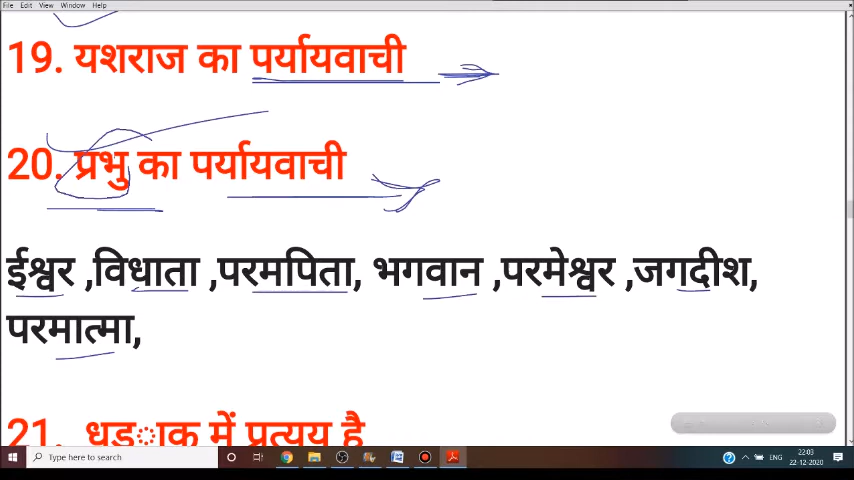 File Edit View Window Help
19. यशराज का पर्यायवाची
20. प्रभु का पर्यायवाची
ईश्वर ,विधाता ,परमपिता, भगवान ,परमेश्वर ,जगदीश,
परमात्मा,
21. धड़ाक में प्रत्यय है
Type here to search
ENG
22:03
22-12-2020